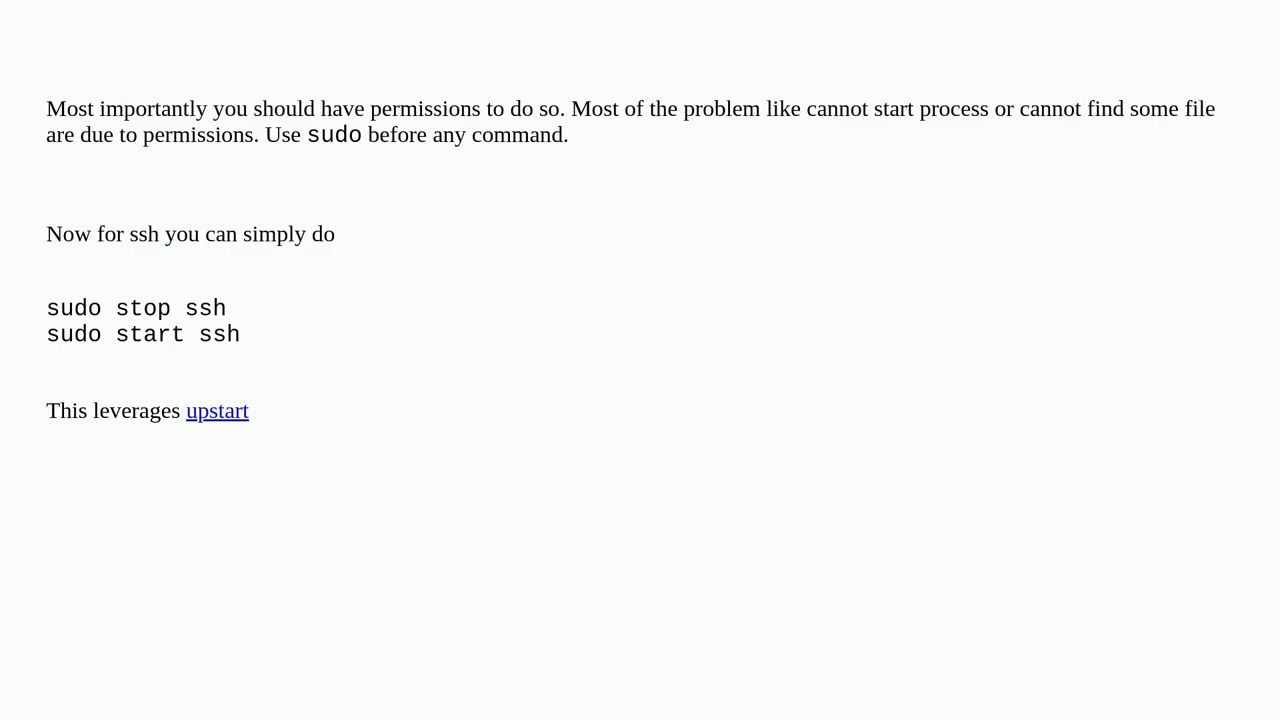 Most importantly you should have permissions to do so. Most of the problem like cannot start process or cannot find some file
are due to permissions. Use sudo before any command.
Now for ssh you can simply do
sudo stop ssh
sudo start ssh
This leverages upstart